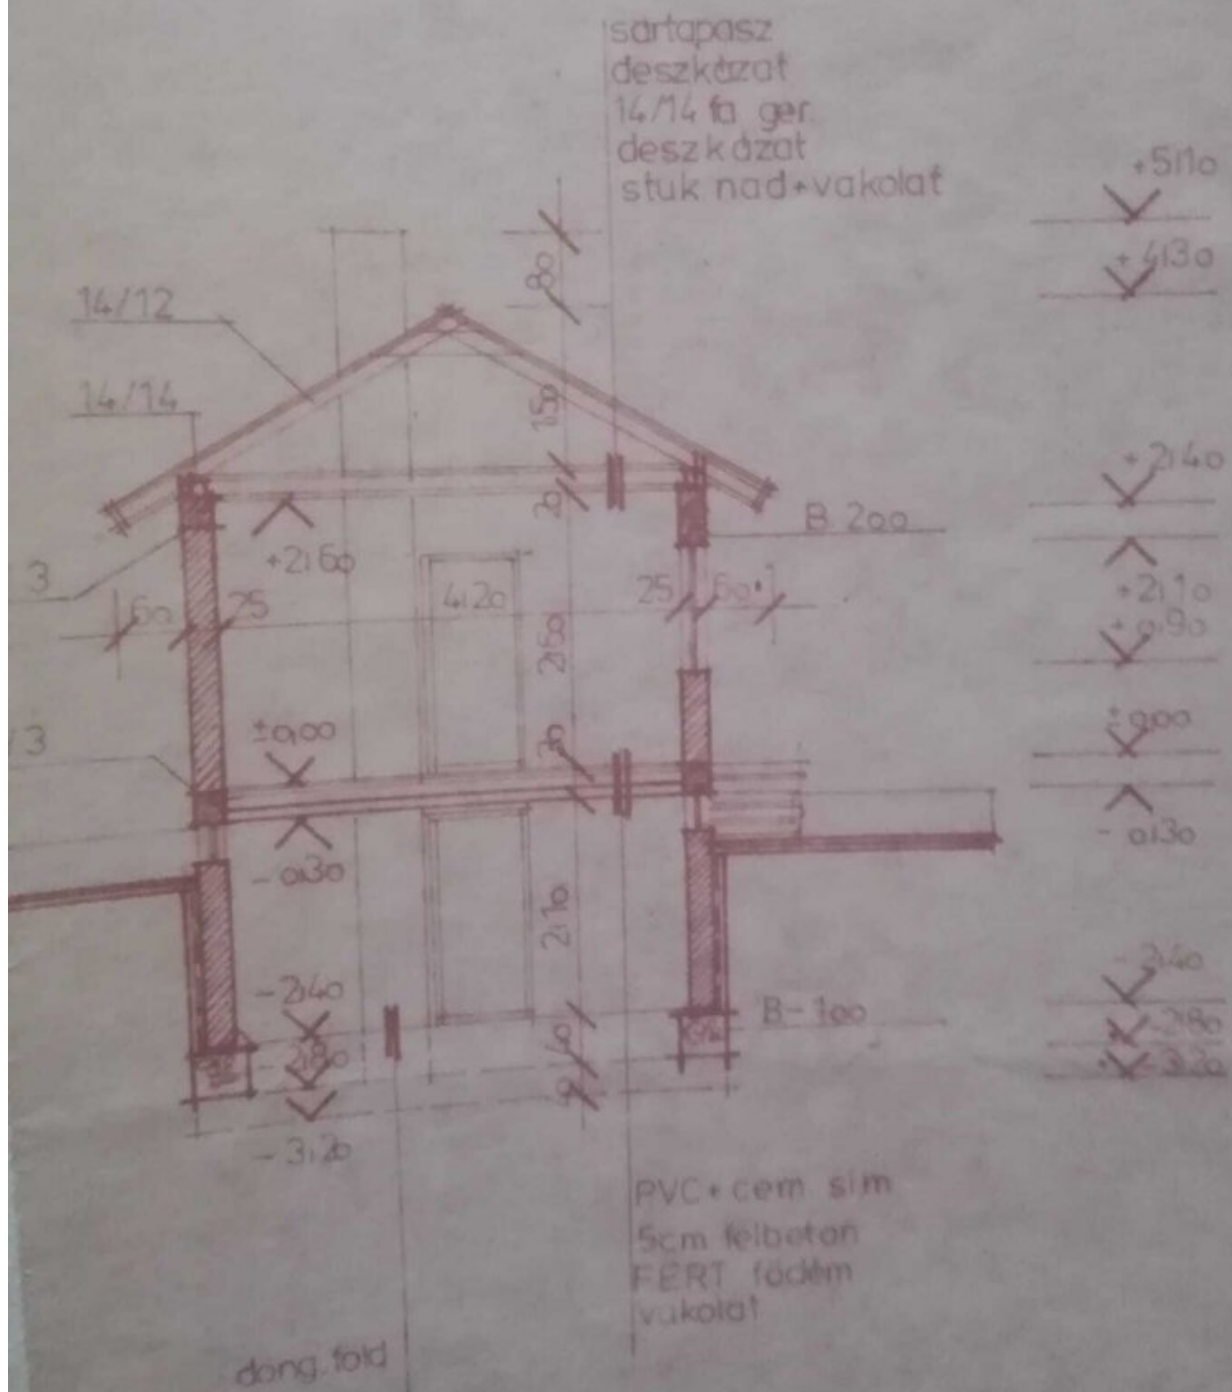 sártapasz
deszkázat
14/14 fa ger.
deszkázat
stuk.nad+vakolat
+5,10
+4,30
80
14/12
14/14
150
+2,40
20
B 200
+2,60
3
60
25
4,20
25
60
+2,10
+0,90
2,60
3
±0,00
30
±0,00
-0,30
-0,30
2,10
-2,40
-2,40
B-100
40
-2,80
-2,80
-3,20
-3,20
PVC+cem sim
5cm felbeton
FERT födém
vakolat
döng.föld